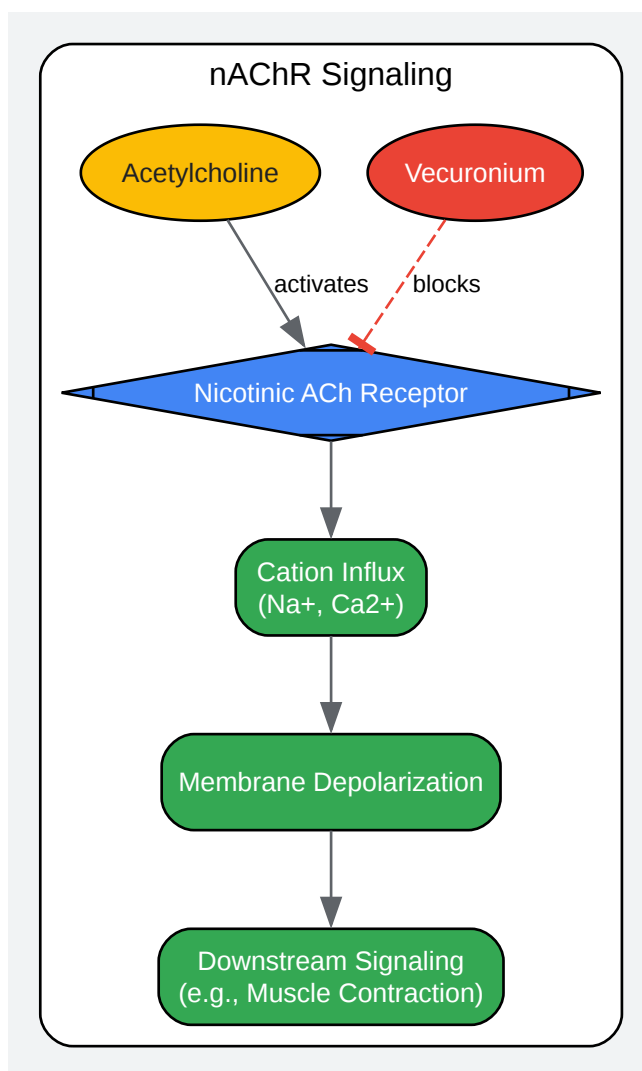 nAChR Signaling
Acetylcholine
Vecuronium
activates
blocks
Nicotinic ACh Receptor
Cation Influx
(Na+, Ca2+)
Membrane Depolarization
Downstream Signaling
(e.g., Muscle Contraction)